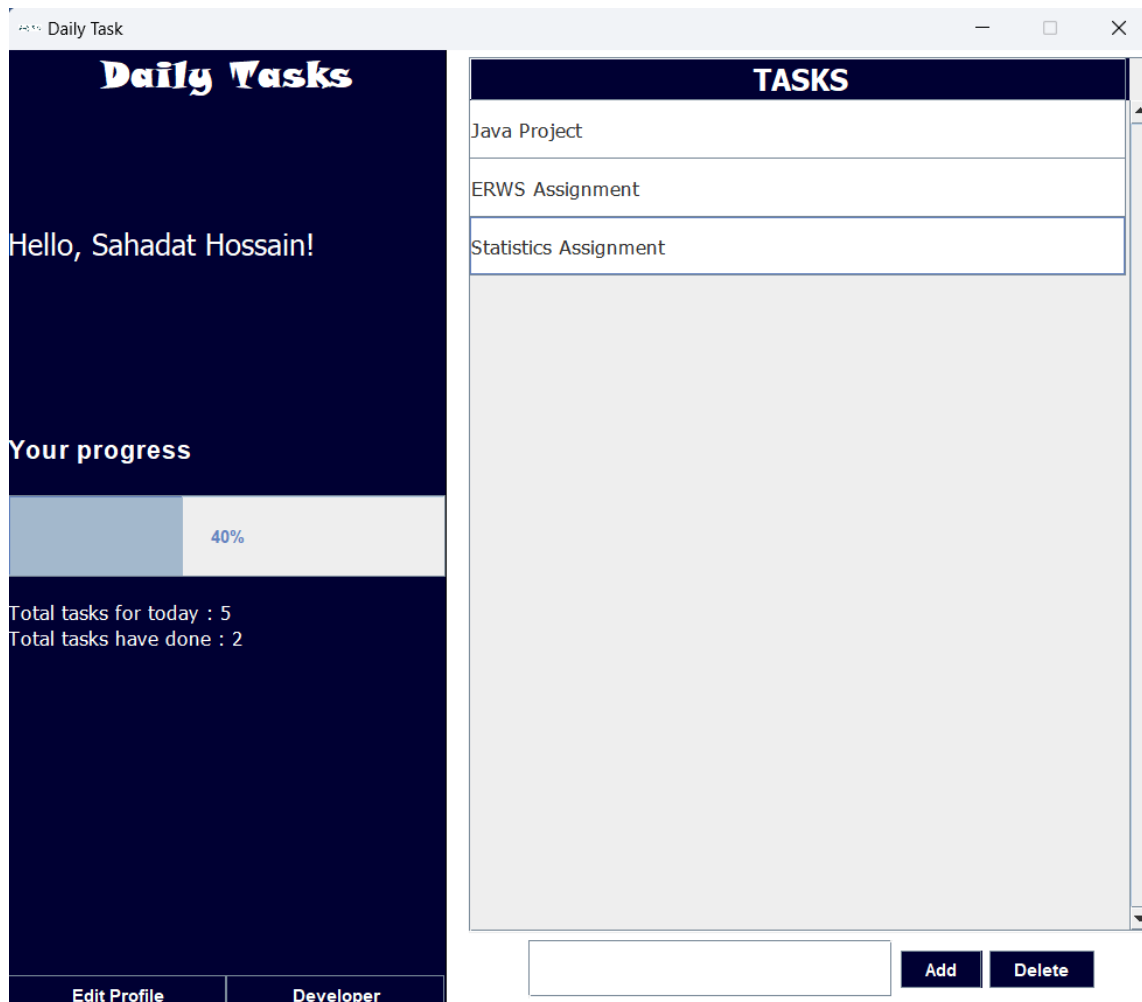 Daily Task
Daily Tasks
Hello, Sahadat Hossain!
Your progress
40%
Total tasks for today : 5
Total tasks have done : 2
Edit Profile
Developer
TASKS
Java Project
ERWS Assignment
Statistics Assignment
Add
Delete